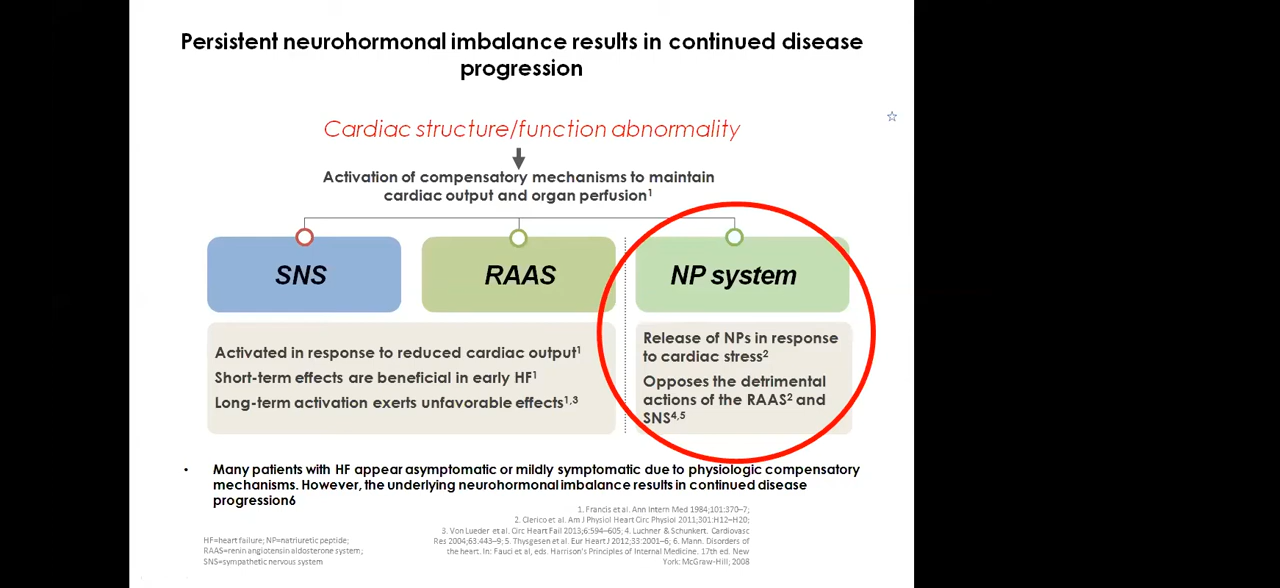 Persistent neurohormonal imbalance results in continued disease
progression
Cardiac structure/function abnormality
Activation of compensatory mechanisms to maintain
cardiac output and organ perfusion1
SNS
RAAS
NP system
Activated in response to reduced cardiac output1
Short-term effects are beneficial in early HF1
Long-term activation exerts unfavorable effects1,3
Release of NPs in response
to cardiac stress2
Opposes the detrimental
actions of the RAAS2 and
SNS4,5
• Many patients with HF appear asymptomatic or mildly symptomatic due to physiologic compensatory
mechanisms. However, the underlying neurohormonal imbalance results in continued disease
progression6
HF=heart failure; NP=natriuretic peptide;
RAAS=renin angiotensin aldosterone system;
SNS=sympathetic nervous system
1. Francis et al. Ann Intern Med 1984;101:370–7;
2. Clerico et al. Am J Physiol Heart Circ Physiol 2011;301:H12–H20;
3. Von Lueder et al. Circ Heart Fail 2013;6:594–605; 4. Luchner & Schunkert. Cardiovasc
Res 2004;63:443–9; 5. Thygesen et al. Eur Heart J 2012;33:2001–6; 6. Mann. Disorders of
the heart. In: Fauci et al, eds. Harrison's Principles of Internal Medicine. 17th ed. New
York: McGraw-Hill; 2008